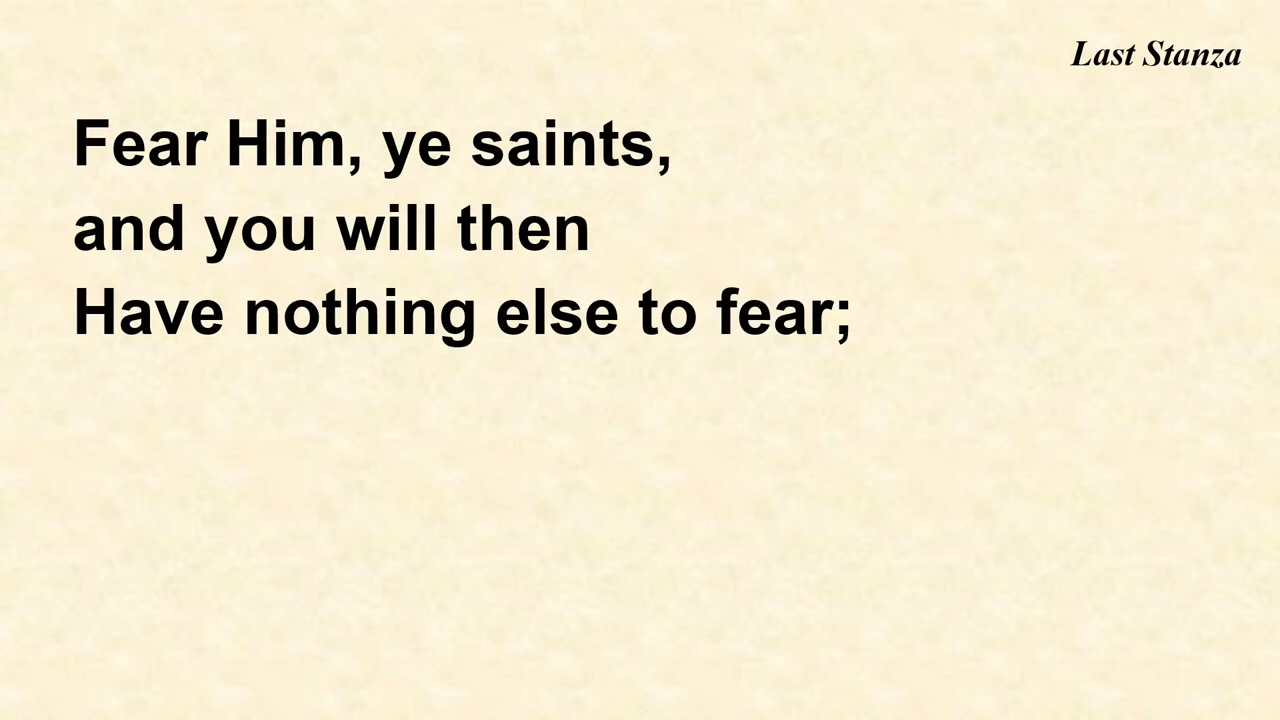 Last Stanza
Fear Him, ye saints,
and you will then
Have nothing else to fear;